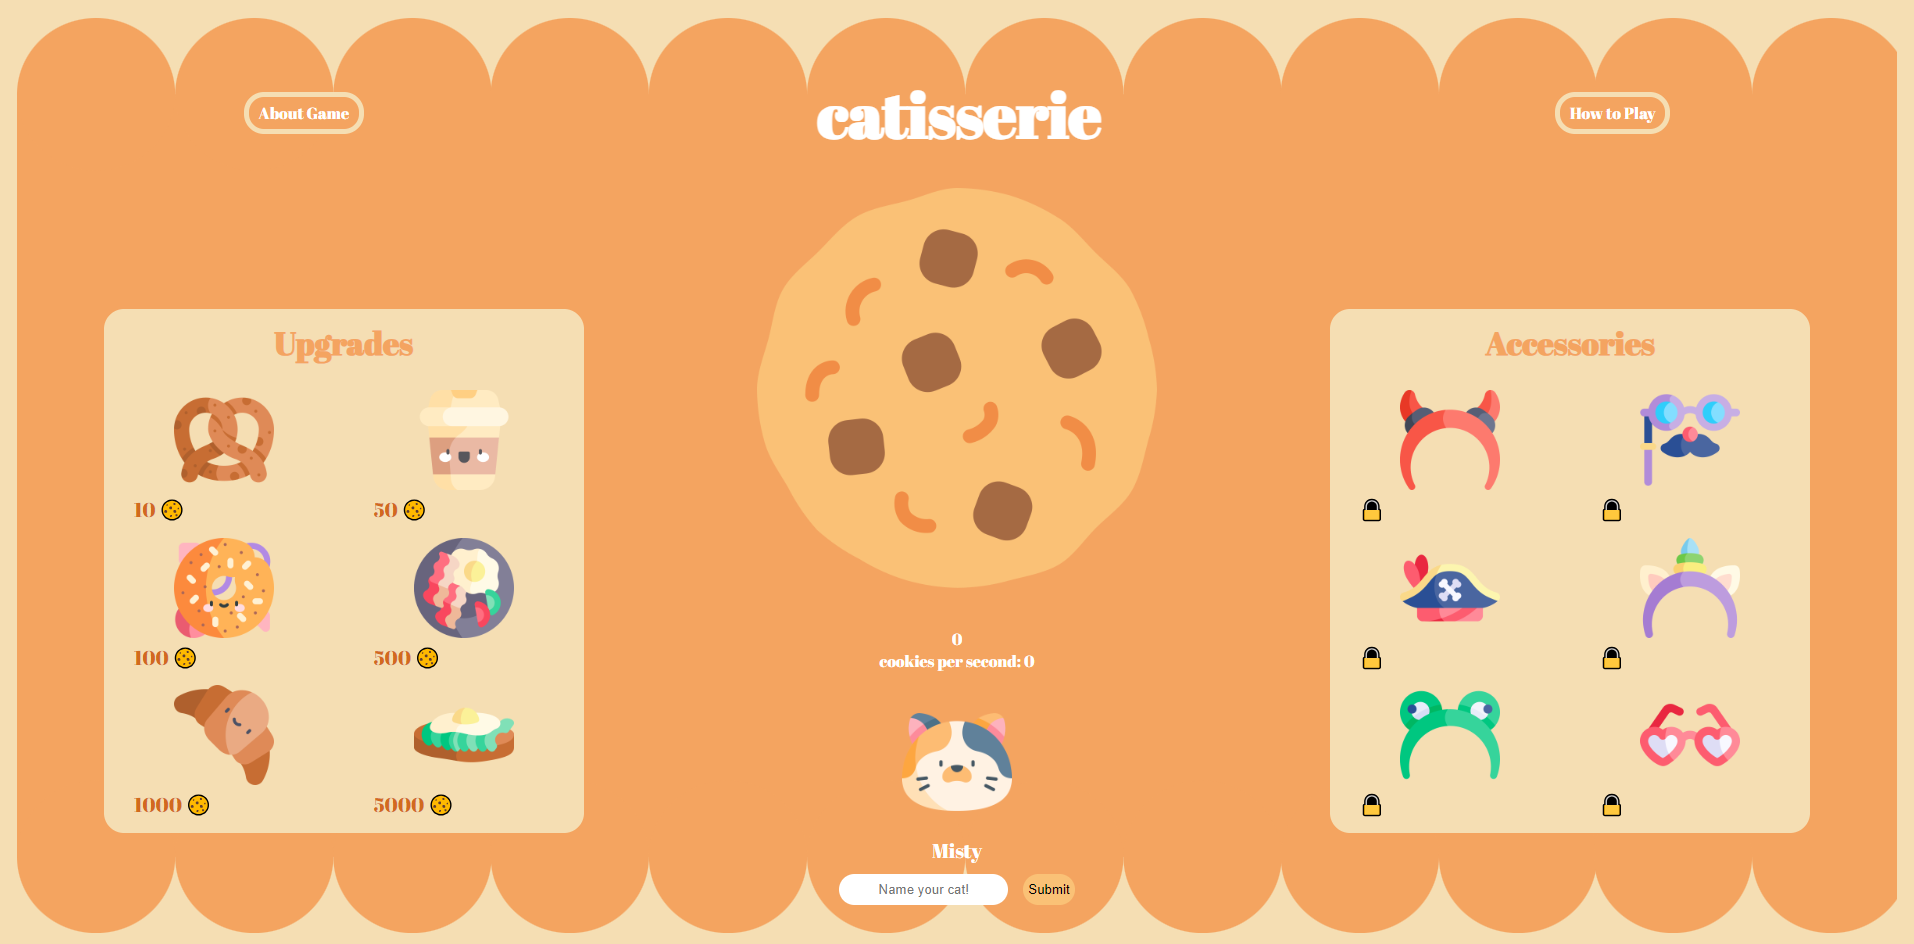 About Game
catisserie
How to Play
Upgrades
10
50
100
500
1000
5000
0
cookies per second: 0
Misty
Name your cat!
Submit
Accessories